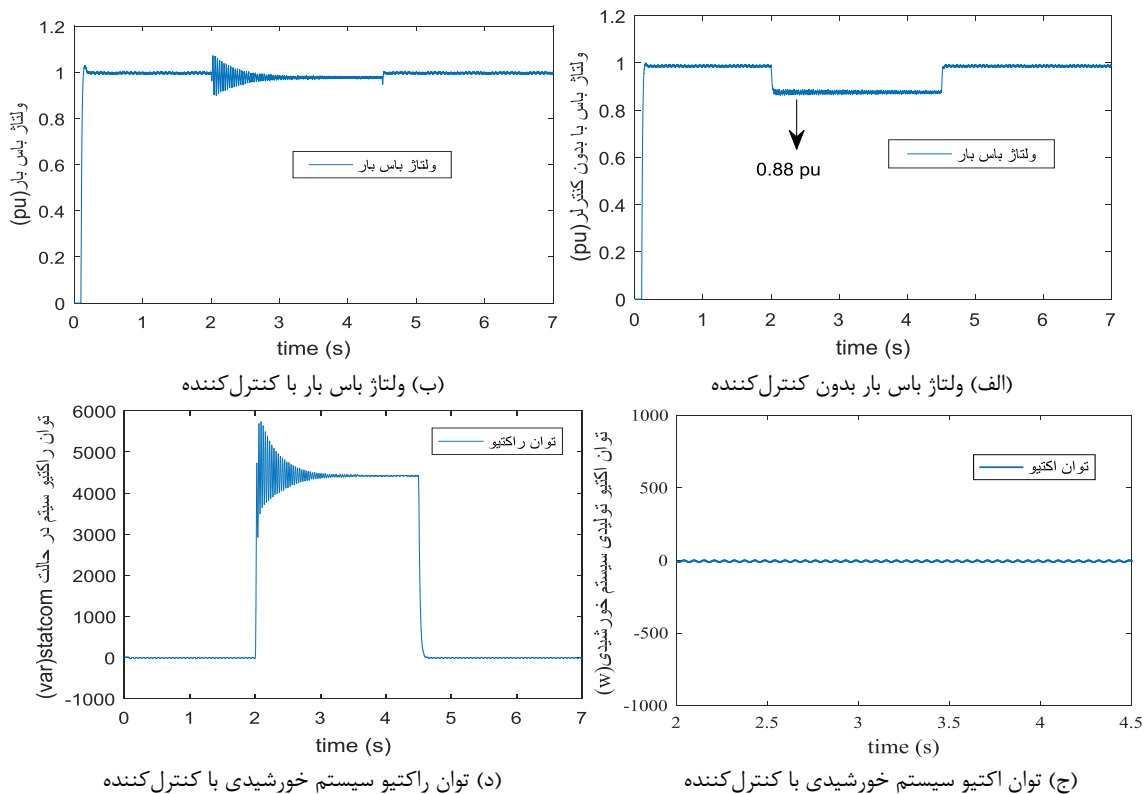 1.2
1
0.8
0.6
0.4
0.2
0
ولتاژ باس بار(pu)
ولتاژ باس بار
0 1 2 3 4 5 6 7
time (s)
(ب) ولتاژ باس بار با کنترل‌کننده
1.2
1
0.8
0.6
0.4
0.2
0
ولتاژ باس با بدون کنترلر(pu)
0.88 pu
ولتاژ باس بار
0 1 2 3 4 5 6 7
time (s)
(الف) ولتاژ باس بار بدون کنترل‌کننده
6000
5000
4000
3000
2000
1000
0
-1000
توان راکتیو سیتم در حالت statcom(var)
توان راکتیو
0 1 2 3 4 5 6 7
time (s)
(د) توان راکتیو سیستم خورشیدی با کنترل‌کننده
1000
500
0
-500
-1000
توان اکتیو تولیدی سیستم خورشیدی(w)
توان اکتیو
2 2.5 3 3.5 4 4.5
time (s)
(ج) توان اکتیو سیستم خورشیدی با کنترل‌کننده